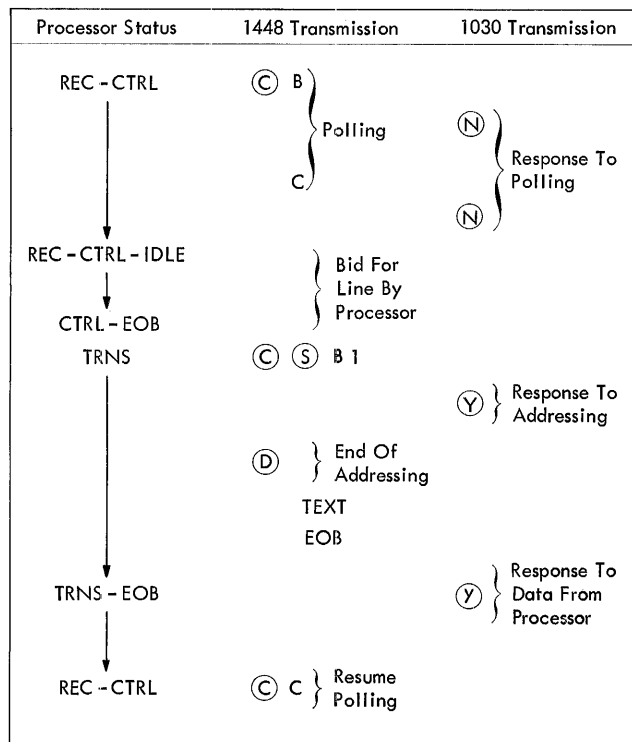 Processor Status 1448 Transmission 1030 Transmission
REC-CTRL Ⓒ B
Polling
Ⓝ
C
Response To
Polling
Ⓝ
REC-CTRL-IDLE
Bid For
Line By
Processor
CTRL-EOB
TRNS Ⓒ Ⓢ B 1
Ⓨ Response To
Addressing
Ⓓ End Of
Addressing
TEXT
EOB
TRNS-EOB Ⓨ Response To
Data From
Processor
REC-CTRL Ⓒ C Resume
Polling